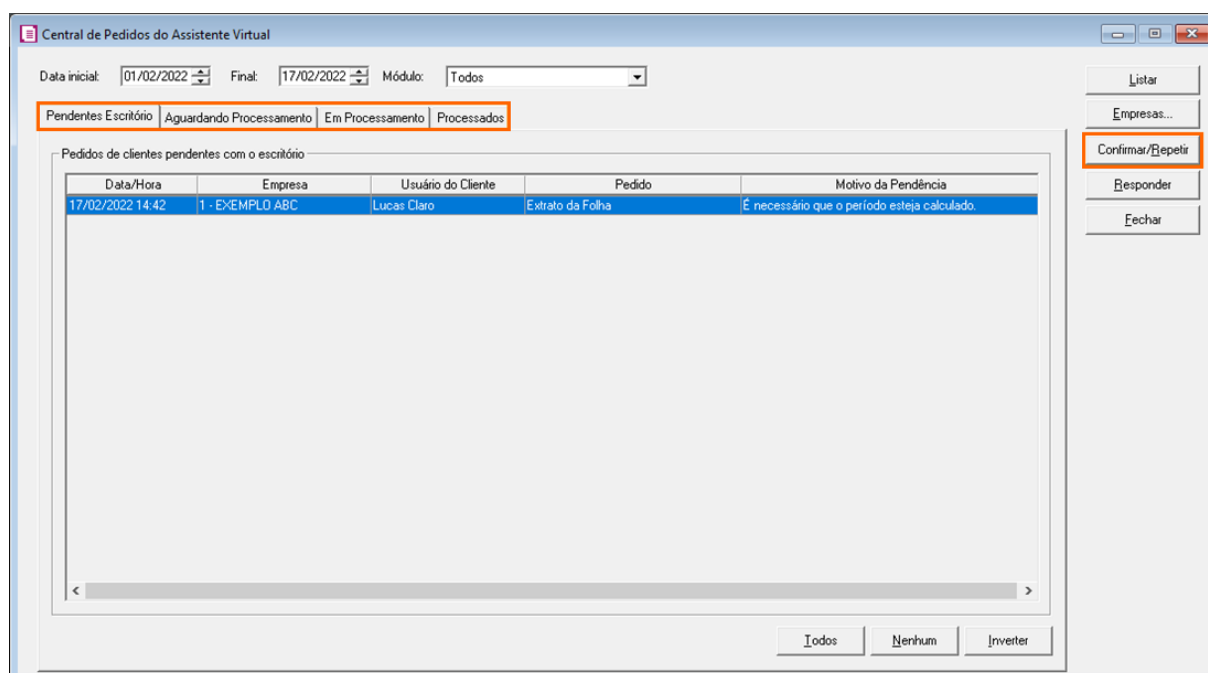 Central de Pedidos do Assistente Virtual
Data inicial: 01/02/2022 Final: 17/02/2022 Módulo: Todos
Listar
Pendentes Escritório Aguardando Processamento Em Processamento Processados
Empresas...
Pedidos de clientes pendentes com o escritório
Confirmar/Repetir
Data/Hora Empresa Usuário do Cliente Pedido Motivo da Pendência
Responder
17/02/2022 14:42 1 - EXEMPLO ABC Lucas Claro Extrato da Folha É necessário que o período esteja calculado.
Fechar
Todos Nenhum Inverter